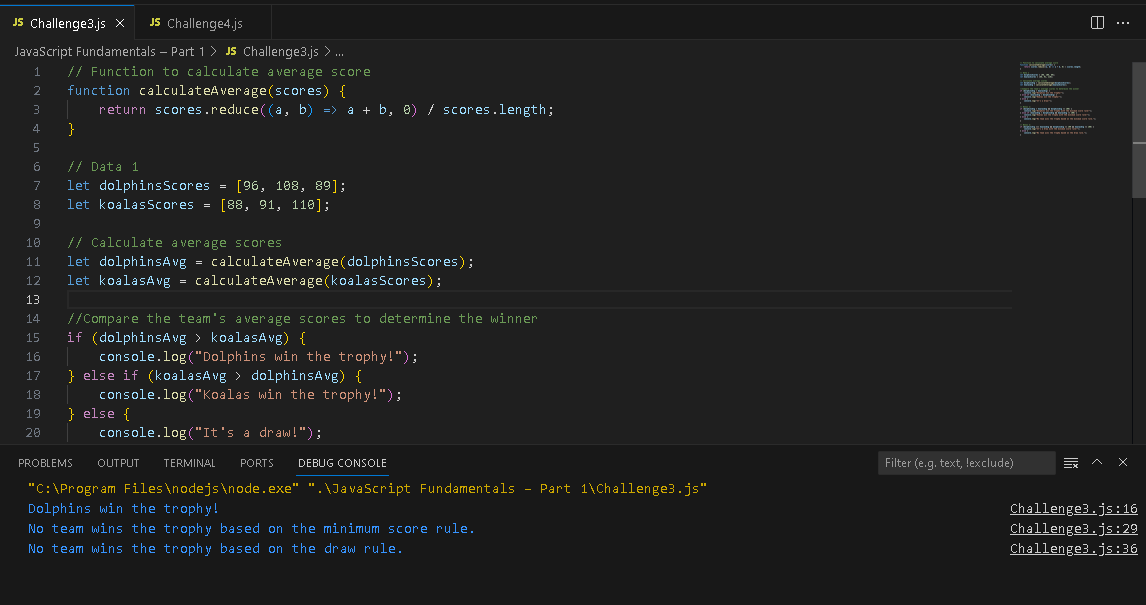 JS Challenge3.js ×
JS Challenge4.js
JavaScript Fundamentals – Part 1 > JS Challenge3.js > ...
1 // Function to calculate average score
2 function calculateAverage(scores) {
3 return scores.reduce((a, b) => a + b, 0) / scores.length;
4 }
5
6 // Data 1
7 let dolphinsScores = [96, 108, 89];
8 let koalasScores = [88, 91, 110];
9
10 // Calculate average scores
11 let dolphinsAvg = calculateAverage(dolphinsScores);
12 let koalasAvg = calculateAverage(koalasScores);
13
14 //Compare the team's average scores to determine the winner
15 if (dolphinsAvg > koalasAvg) {
16 console.log("Dolphins win the trophy!");
17 } else if (koalasAvg > dolphinsAvg) {
18 console.log("Koalas win the trophy!");
19 } else {
20 console.log("It's a draw!");
PROBLEMS OUTPUT TERMINAL PORTS DEBUG CONSOLE Filter (e.g. text, !exclude)
"C:\Program Files\nodejs\node.exe" ".\JavaScript Fundamentals – Part 1\Challenge3.js"
Dolphins win the trophy! Challenge3.js:16
No team wins the trophy based on the minimum score rule. Challenge3.js:29
No team wins the trophy based on the draw rule. Challenge3.js:36